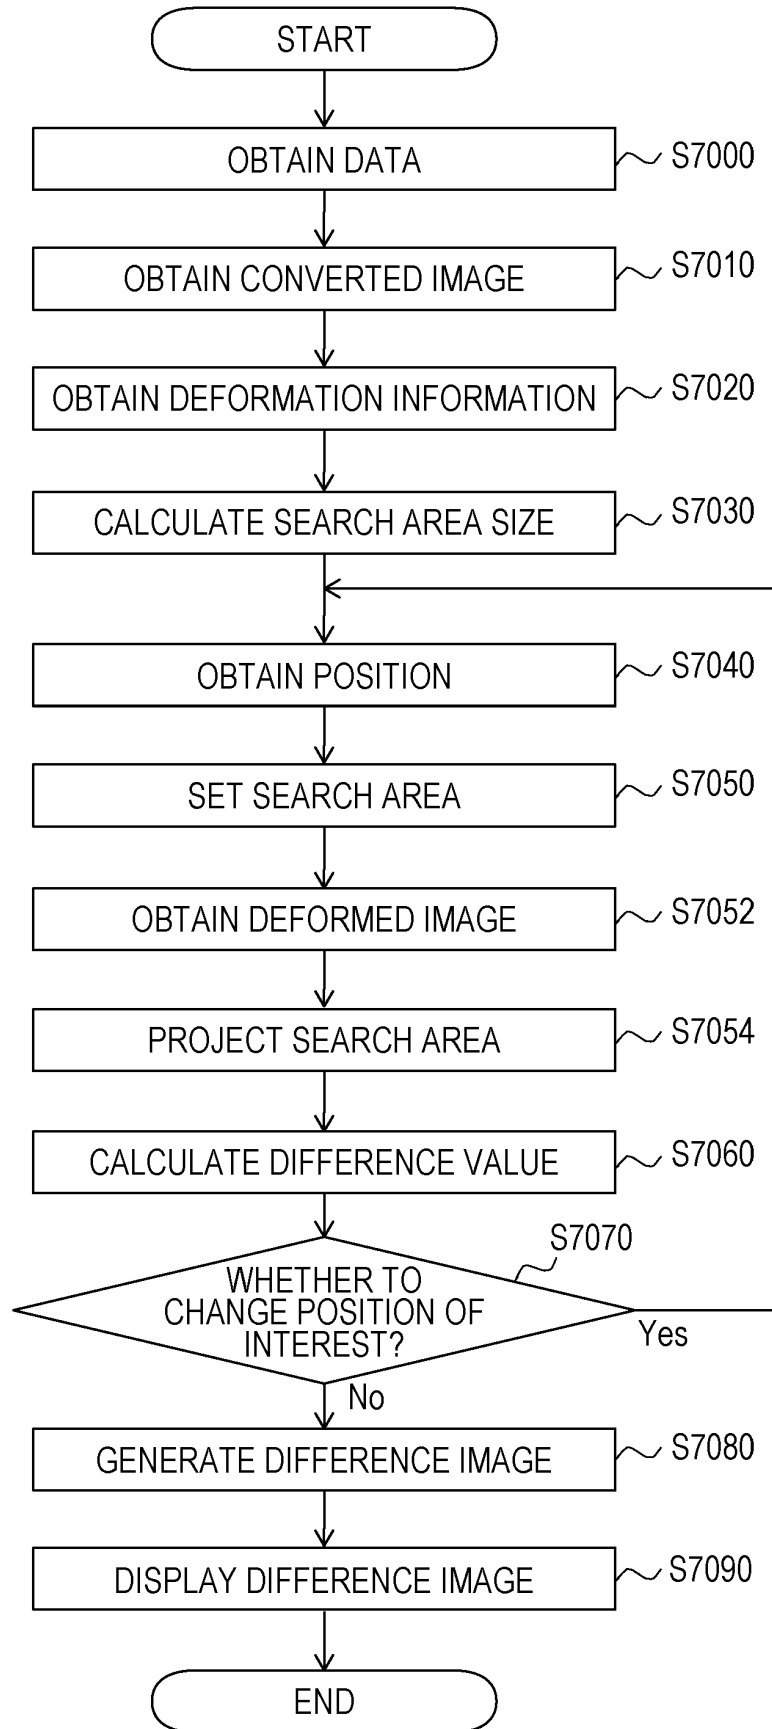 START
OBTAIN DATA
S7000
OBTAIN CONVERTED IMAGE
S7010
OBTAIN DEFORMATION INFORMATION
S7020
CALCULATE SEARCH AREA SIZE
S7030
OBTAIN POSITION
S7040
SET SEARCH AREA
S7050
OBTAIN DEFORMED IMAGE
S7052
PROJECT SEARCH AREA
S7054
CALCULATE DIFFERENCE VALUE
S7060
S7070
WHETHER TO
CHANGE POSITION OF
INTEREST?
Yes
No
GENERATE DIFFERENCE IMAGE
S7080
DISPLAY DIFFERENCE IMAGE
S7090
END